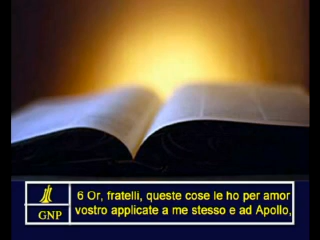 6 Or, fratelli, queste cose le ho per amor
vostro applicate a me stesso e ad Apollo,
GNP